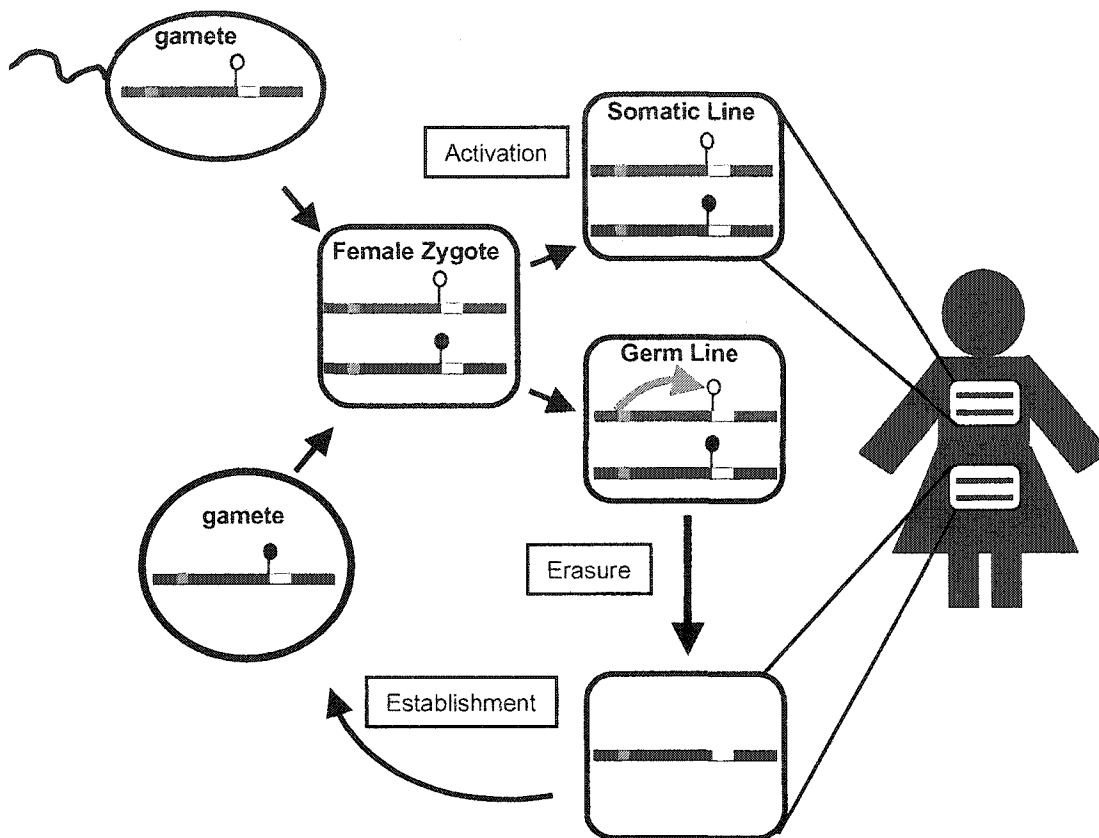 gamete
Somatic Line
Activation
Female Zygote
Germ Line
gamete
Erasure
Establishment